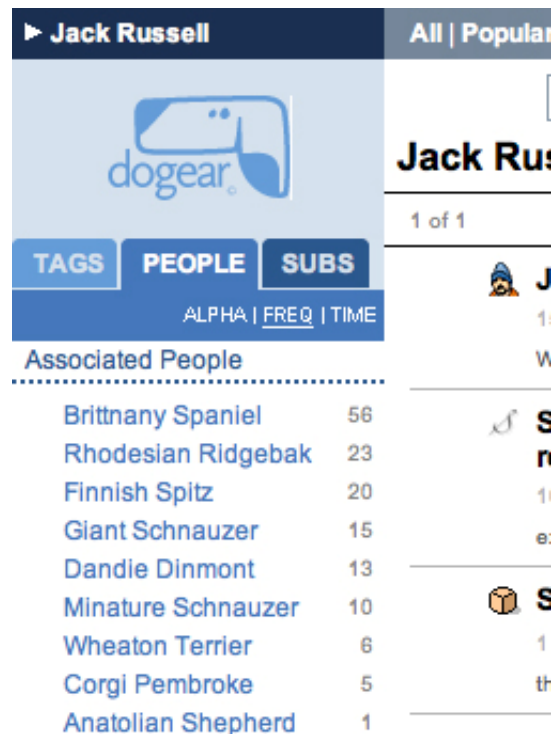 ► Jack Russell
dogear
TAGS PEOPLE SUBS
ALPHA | FREQ | TIME
Associated People
Brittnany Spaniel 56
Rhodesian Ridgebak 23
Finnish Spitz 20
Giant Schnauzer 15
Dandie Dinmont 13
Minature Schnauzer 10
Wheaton Terrier 6
Corgi Pembroke 5
Anatolian Shepherd 1
All | Popular
Jack Rus
1 of 1
J
W
S
S
1
th